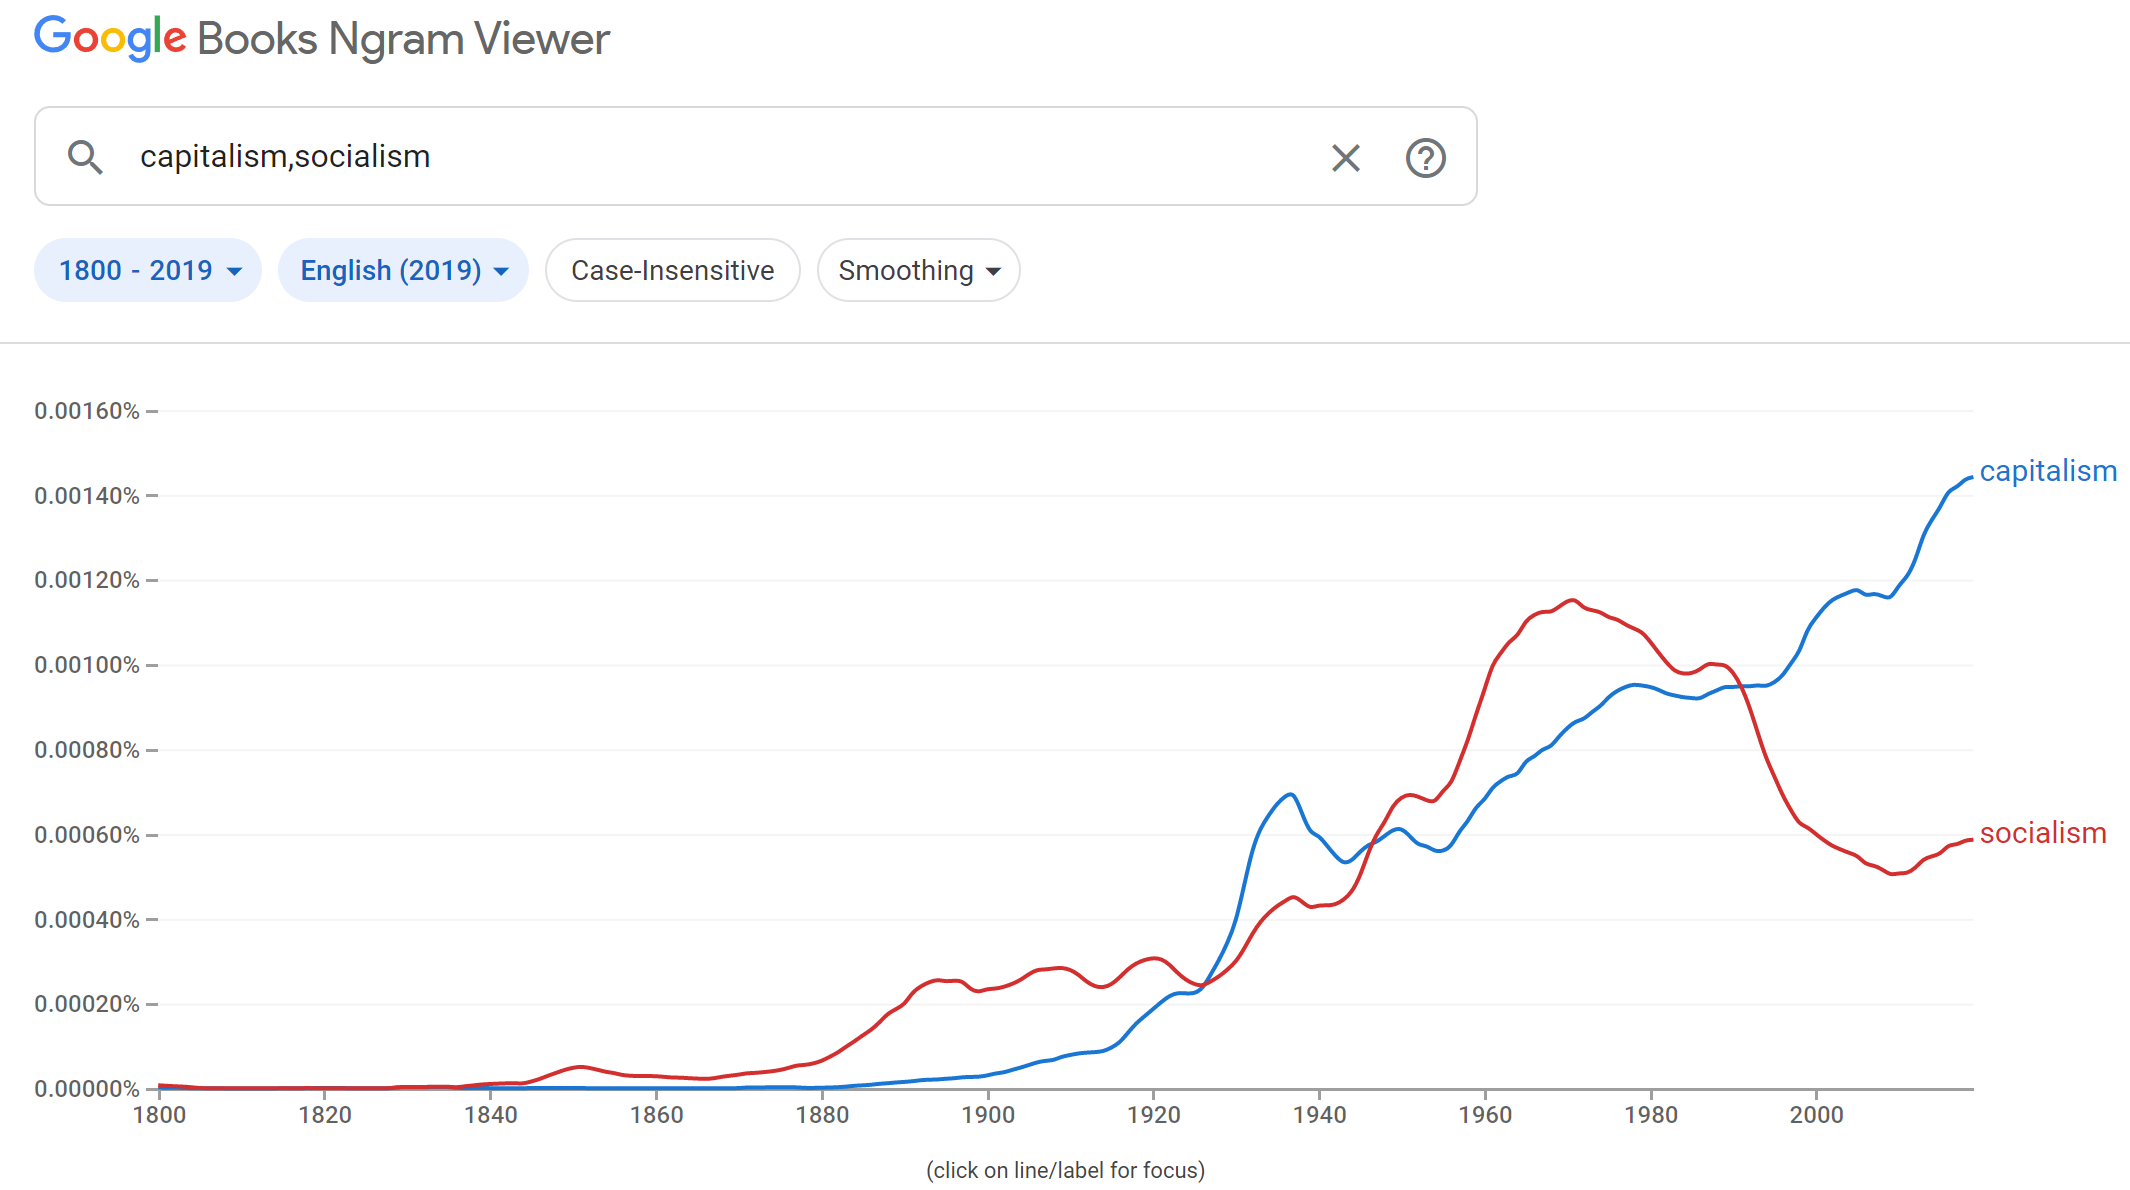 Google Books Ngram Viewer
capitalism,socialism
1800 - 2019
English (2019)
Case-Insensitive
Smoothing
0.00160%
0.00140%
0.00120%
0.00100%
0.00080%
0.00060%
0.00040%
0.00020%
0.00000%
capitalism
socialism
1800 1820 1840 1860 1880 1900 1920 1940 1960 1980 2000
(click on line/label for focus)